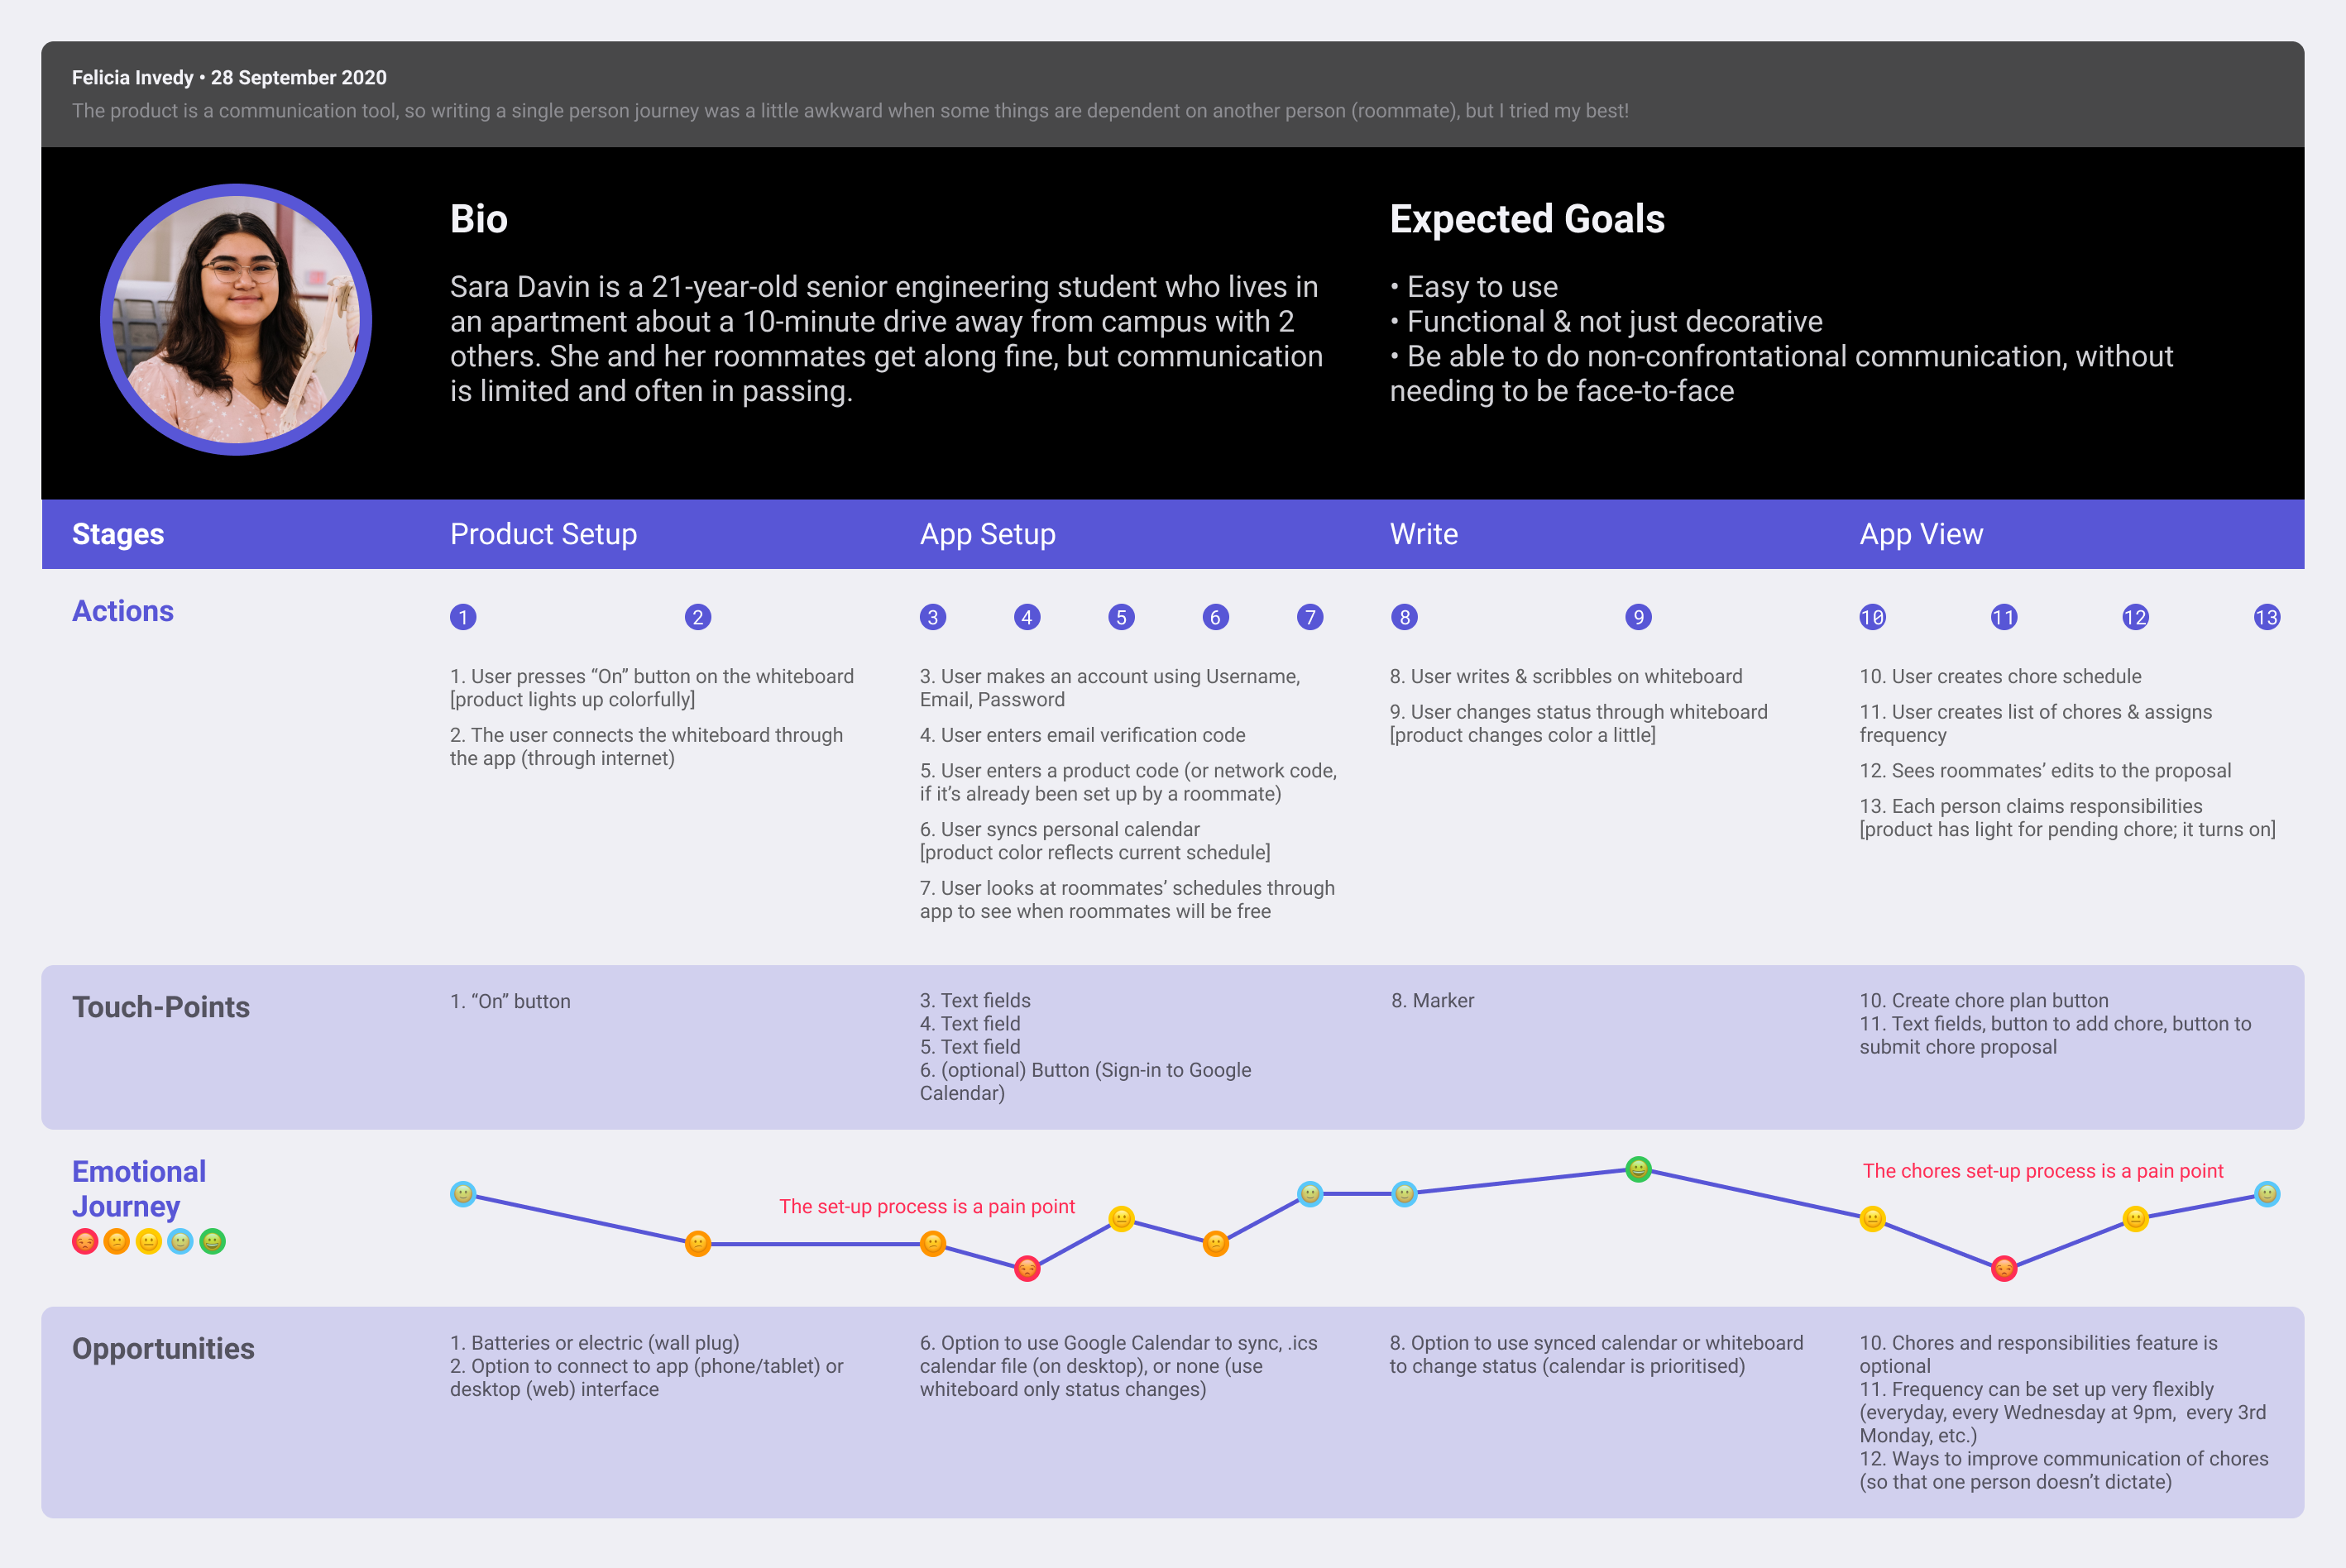 Felicia Invedy • 28 September 2020
The product is a communication tool, so writing a single person journey was a little awkward when some things are dependent on another person (roommate), but I tried my best!
Bio
Sara Davin is a 21-year-old senior engineering student who lives in
an apartment about a 10-minute drive away from campus with 2
others. She and her roommates get along fine, but communication
is limited and often in passing.
Expected Goals
• Easy to use
• Functional & not just decorative
• Be able to do non-confrontational communication, without
needing to be face-to-face
Stages
Product Setup
App Setup
Write
App View
Actions
1
2
3
4
5
6
7
8
9
10
11
12
13
1. User presses “On” button on the whiteboard
[product lights up colorfully]
2. The user connects the whiteboard through
the app (through internet)
3. User makes an account using Username,
Email, Password
4. User enters email verification code
5. User enters a product code (or network code,
if it’s already been set up by a roommate)
6. User syncs personal calendar
[product color reflects current schedule]
7. User looks at roommates’ schedules through
app to see when roommates will be free
8. User writes & scribbles on whiteboard
9. User changes status through whiteboard
[product changes color a little]
10. User creates chore schedule
11. User creates list of chores & assigns
frequency
12. Sees roommates’ edits to the proposal
13. Each person claims responsibilities
[product has light for pending chore; it turns on]
Touch-Points
1. “On” button
3. Text fields
4. Text field
5. Text field
6. (optional) Button (Sign-in to Google
Calendar)
8. Marker
10. Create chore plan button
11. Text fields, button to add chore, button to
submit chore proposal
Emotional
Journey
The set-up process is a pain point
The chores set-up process is a pain point
Opportunities
1. Batteries or electric (wall plug)
2. Option to connect to app (phone/tablet) or
desktop (web) interface
6. Option to use Google Calendar to sync, .ics
calendar file (on desktop), or none (use
whiteboard only status changes)
8. Option to use synced calendar or whiteboard
to change status (calendar is prioritised)
10. Chores and responsibilities feature is
optional
11. Frequency can be set up very flexibly
(everyday, every Wednesday at 9pm,  every 3rd
Monday, etc.)
12. Ways to improve communication of chores
(so that one person doesn’t dictate)